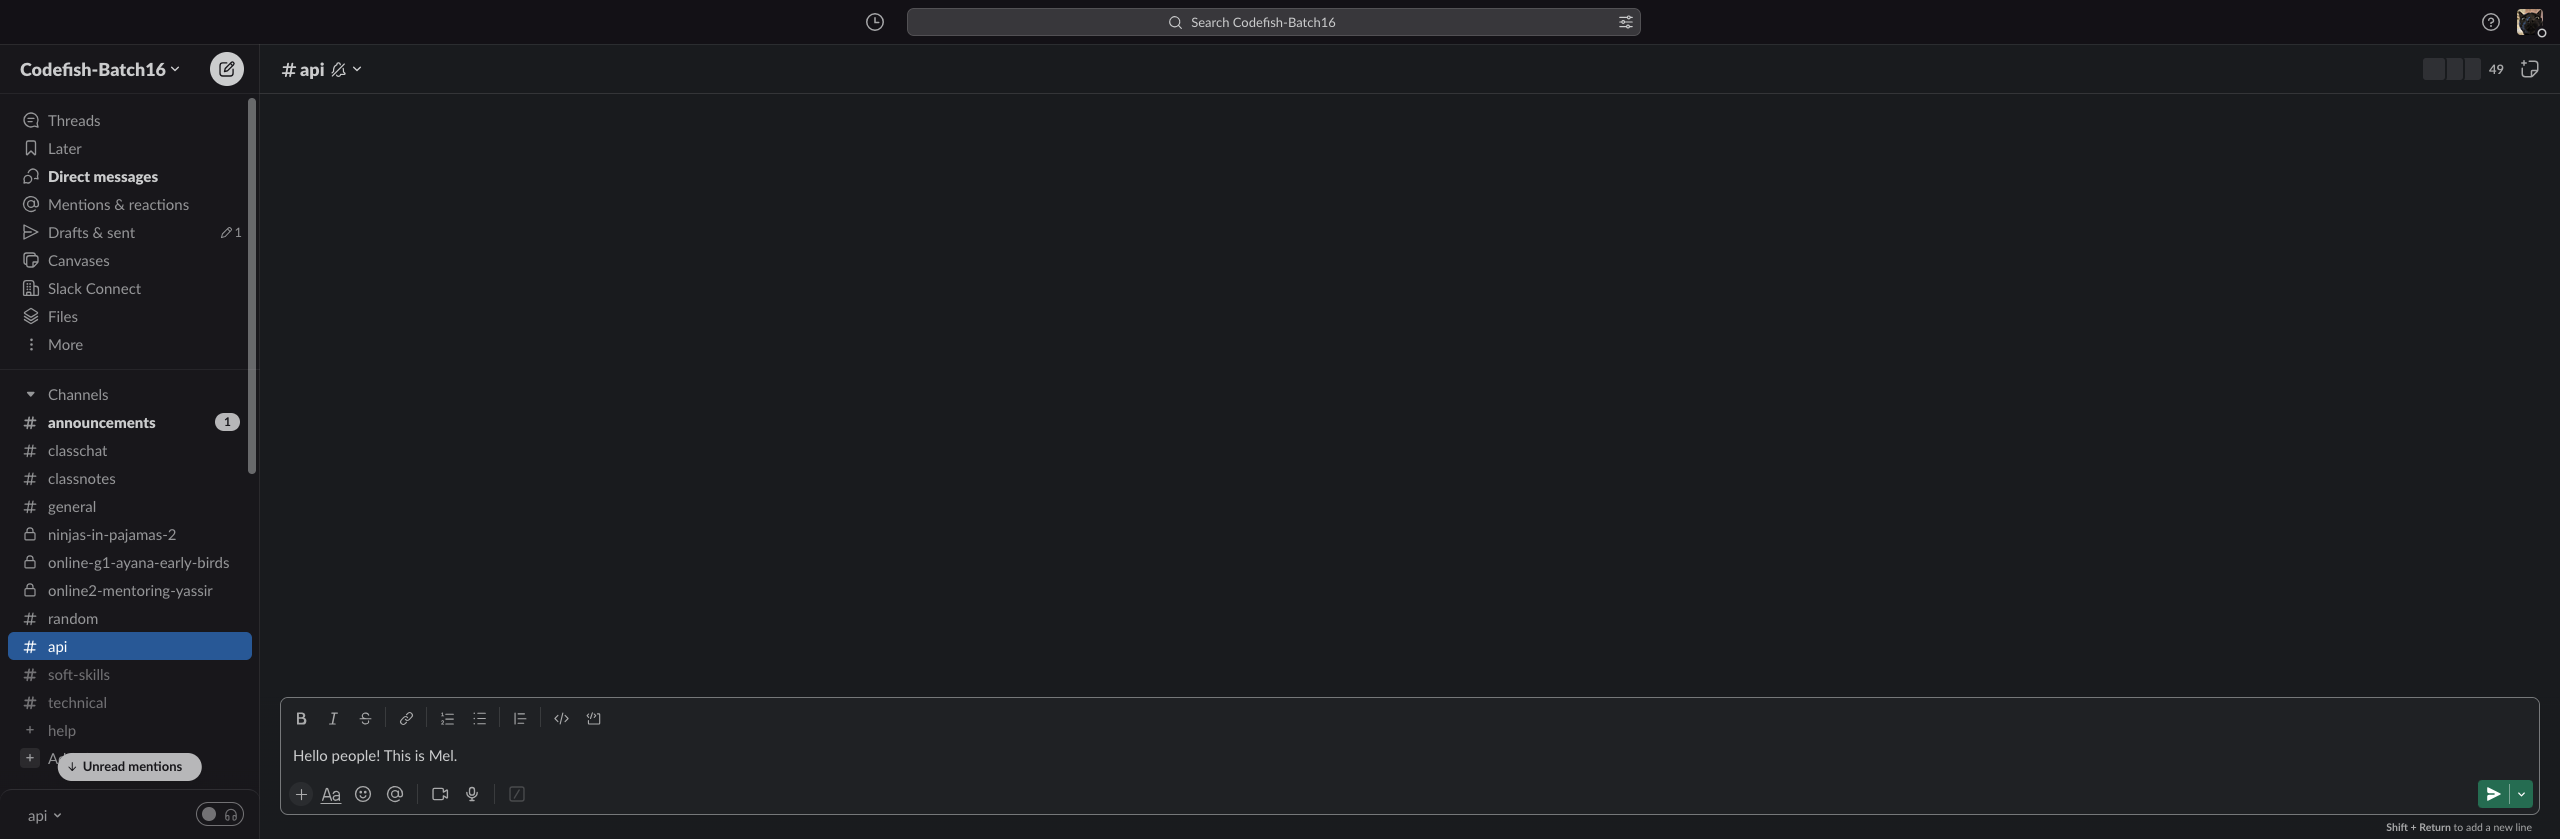 Search Codefish-Batch16
Codefish-Batch16
# api
49
Threads
Later
Direct messages
Mentions & reactions
Drafts & sent 1
Canvases
Slack Connect
Files
More
Channels
# announcements 1
# classchat
# classnotes
# general
ninjas-in-pajamas-2
online-g1-ayana-early-birds
online2-mentoring-yassir
# random
# api
# soft-skills
# technical
+ help
Unread mentions
api
B I S
Hello people! This is Mel.
+ Aa @
Shift + Return to add a new line